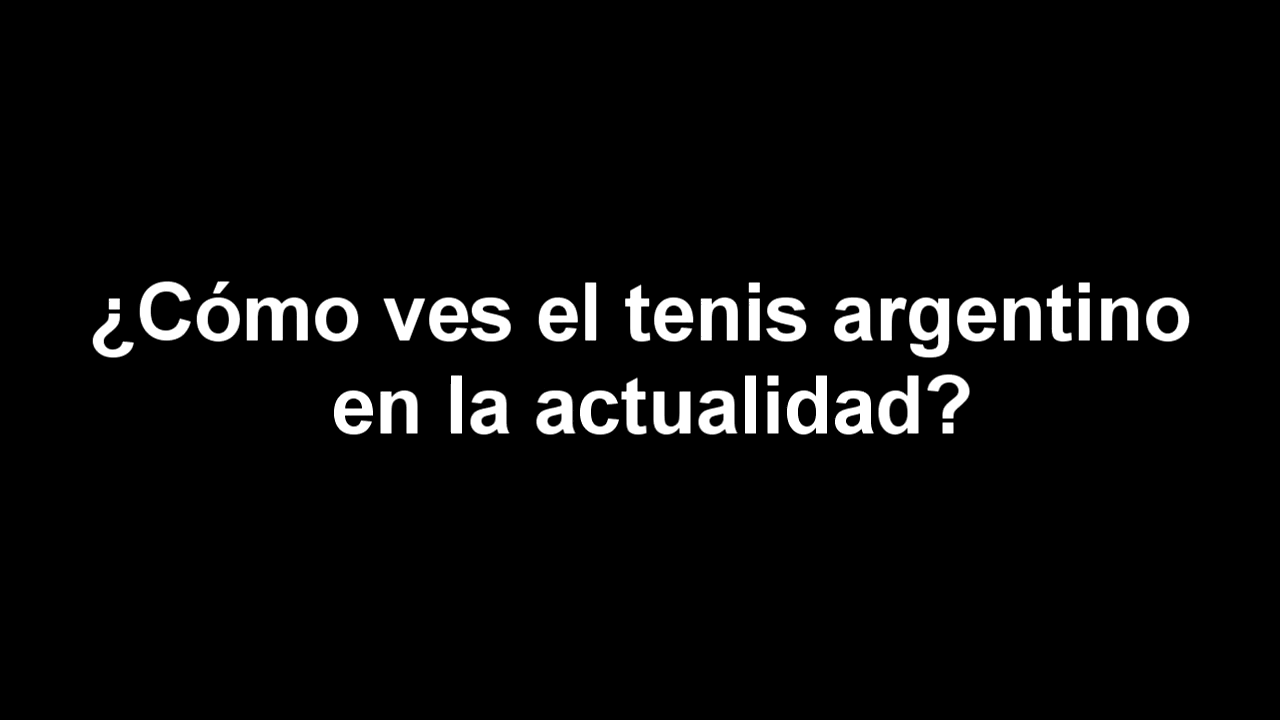 ¿Cómo ves el tenis argentino
en la actualidad?